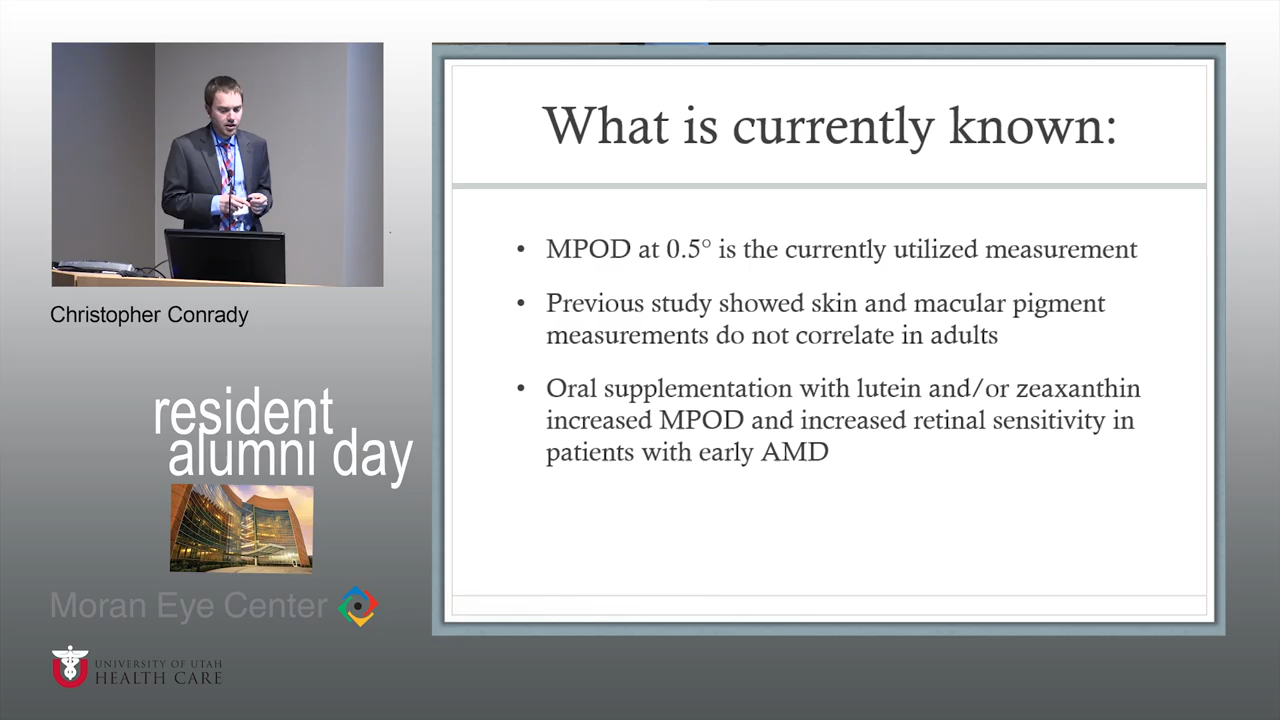 What is currently known:
• MPOD at 0.5° is the currently utilized measurement
• Previous study showed skin and macular pigment
measurements do not correlate in adults
• Oral supplementation with lutein and/or zeaxanthin
increased MPOD and increased retinal sensitivity in
patients with early AMD
Christopher Conrady
resident
alumni day
Moran Eye Center
UNIVERSITY OF UTAH
HEALTH CARE